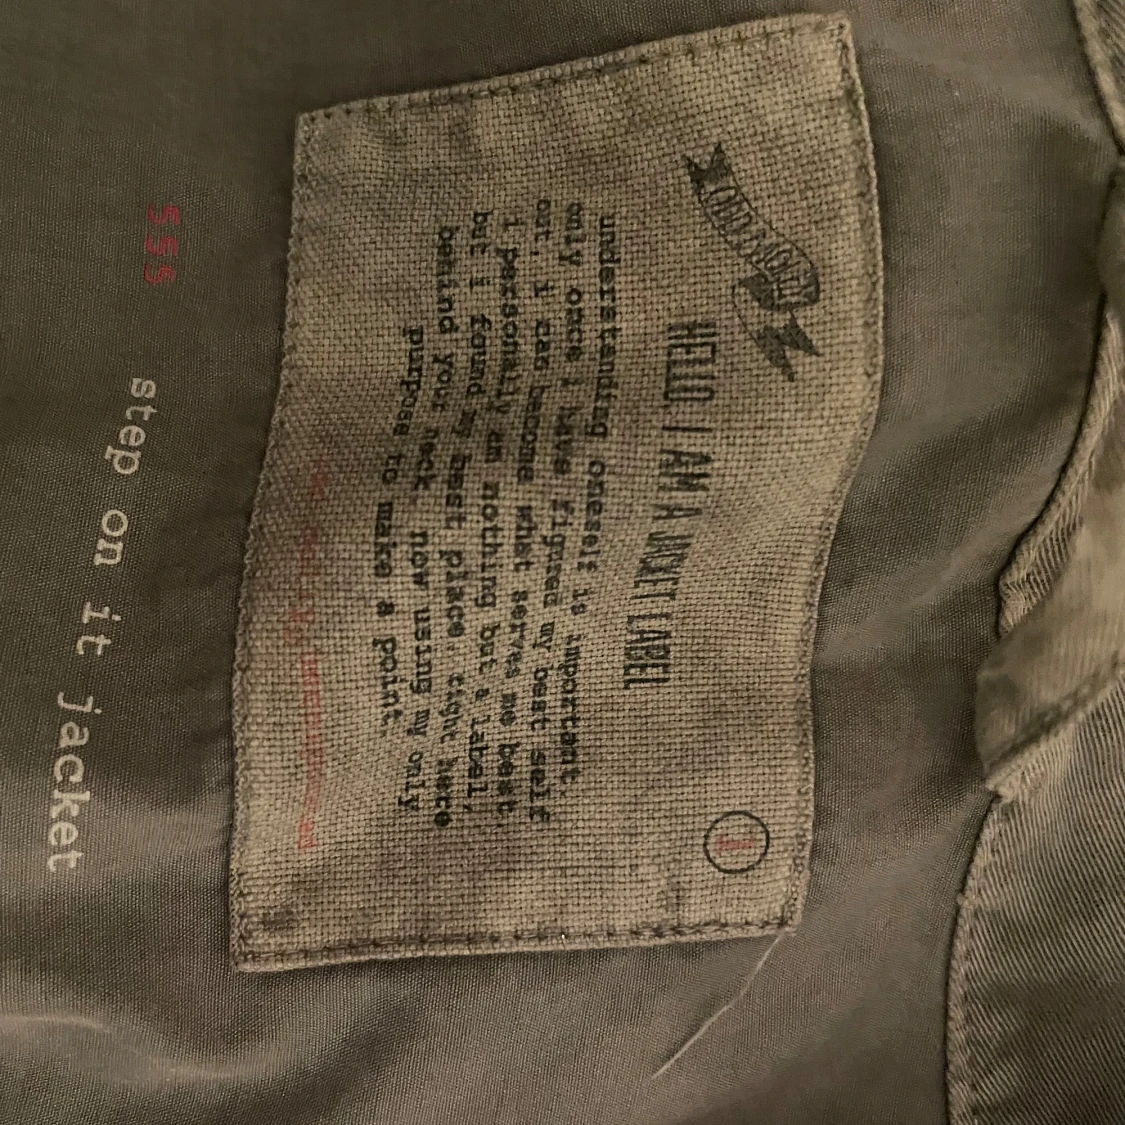 ODD MOLLY
1
HELLO, I AM A JACKET LABEL
understanding oneself is important.
only once i have figured my best self
out, i can become what serves me best.
i personally am nothing but a label,
but i found my best place. right here
behind your neck. now using my only
purpose to make a point.
555 step on it jacket